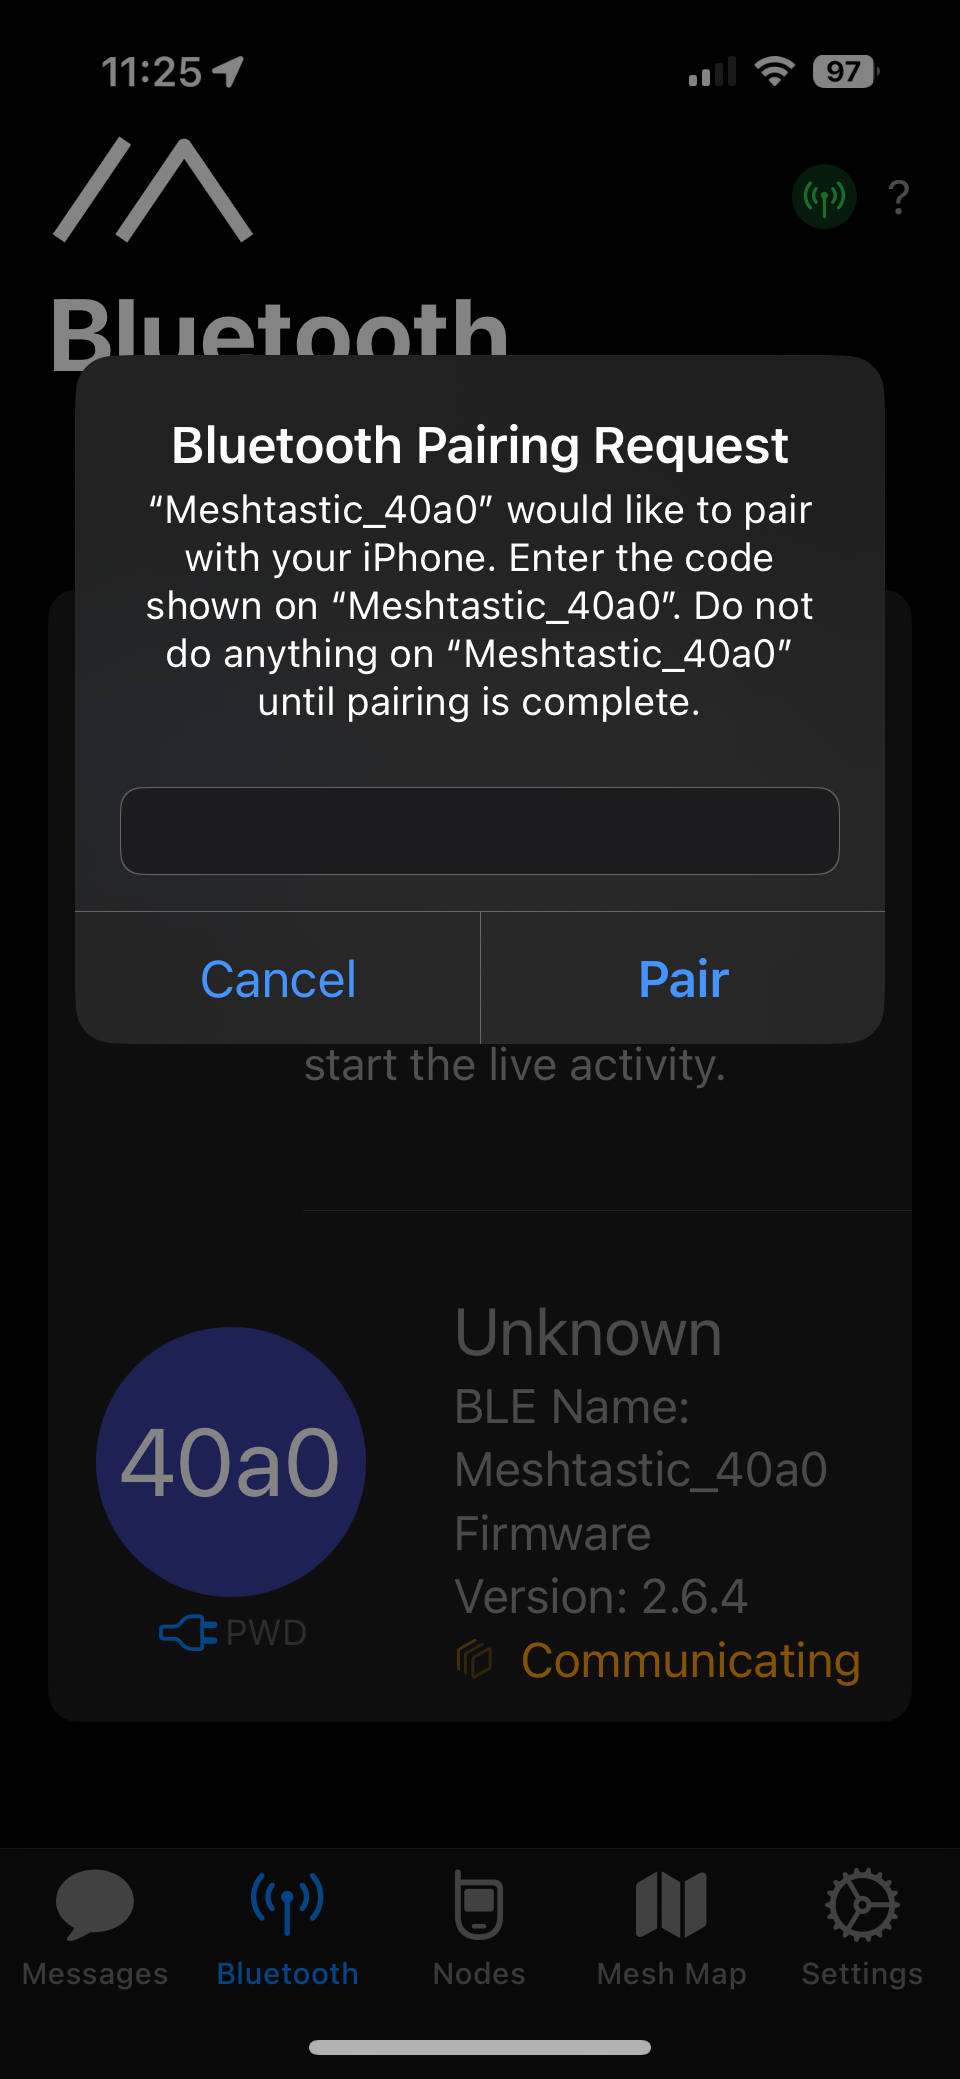 11:25
97
?
Bluetooth
Bluetooth Pairing Request
“Meshtastic_40a0” would like to pair
with your iPhone. Enter the code
shown on “Meshtastic_40a0”. Do not
do anything on “Meshtastic_40a0”
until pairing is complete.
Cancel
Pair
start the live activity.
Unknown
BLE Name:
Meshtastic_40a0
Firmware
Version: 2.6.4
Communicating
40a0
PWD
Messages
Bluetooth
Nodes
Mesh Map
Settings